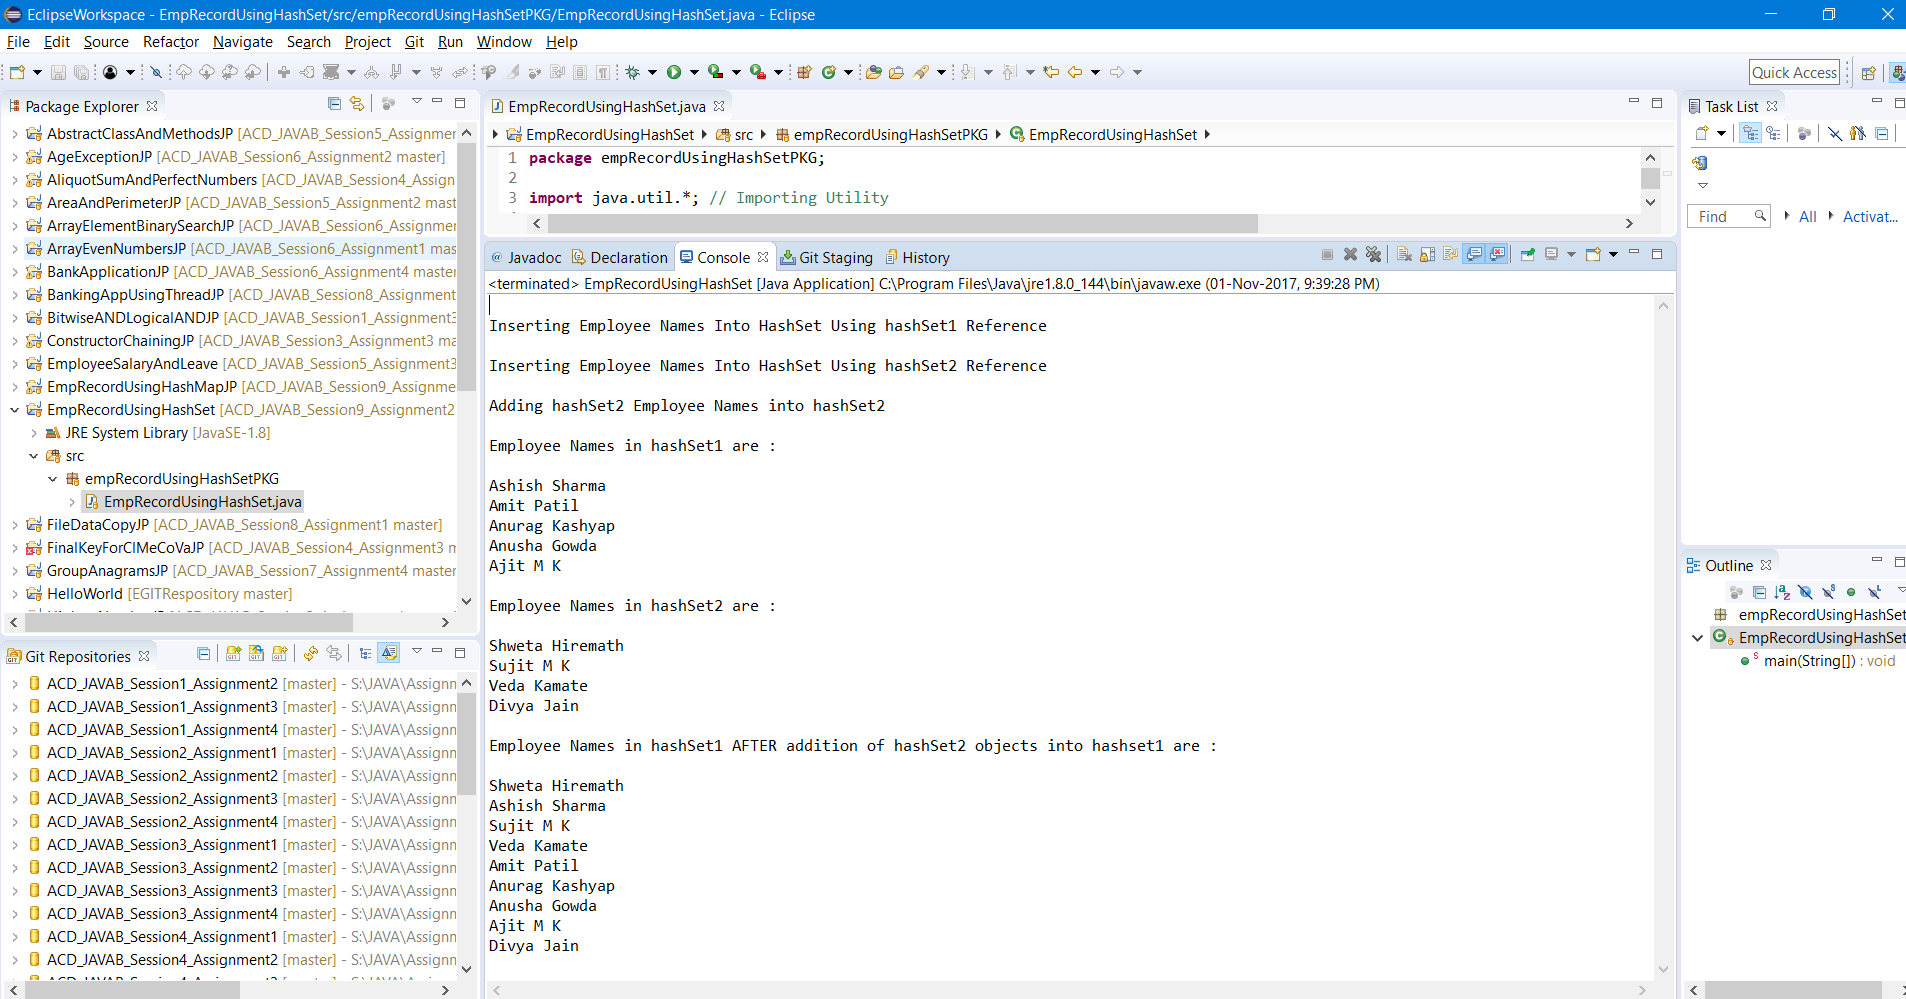 EclipseWorkspace - EmpRecordUsingHashSet/src/empRecordUsingHashSetPKG/EmpRecordUsingHashSet.java - Eclipse
File Edit Source Refactor Navigate Search Project Git Run Window Help
Quick Access
Package Explorer
AbstractClassAndMethodsJP [ACD_JAVAB_Session5_Assignmer
AgeExceptionJP [ACD_JAVAB_Session6_Assignment2 master]
AliquotSumAndPerfectNumbers [ACD_JAVAB_Session4_Assign
AreaAndPerimeterJP [ACD_JAVAB_Session5_Assignment2 mast
ArrayElementBinarySearchJP [ACD_JAVAB_Session6_Assignme
ArrayEvenNumbersJP [ACD_JAVAB_Session6_Assignment1 mas
BankApplicationJP [ACD_JAVAB_Session6_Assignment4 master
BankingAppUsingThreadJP [ACD_JAVAB_Session8_Assignment
BitwiseANDLogicalANDJP [ACD_JAVAB_Session1_Assignment3
ConstructorChainingJP [ACD_JAVAB_Session3_Assignment3 ma
EmployeeSalaryAndLeave [ACD_JAVAB_Session5_Assignment3
EmpRecordUsingHashMapJP [ACD_JAVAB_Session9_Assignme
EmpRecordUsingHashSet [ACD_JAVAB_Session9_Assignment2
JRE System Library [JavaSE-1.8]
src
empRecordUsingHashSetPKG
EmpRecordUsingHashSet.java
FileDataCopyJP [ACD_JAVAB_Session8_Assignment1 master]
FinalKeyForClMeCoVaJP [ACD_JAVAB_Session4_Assignment3 m
GroupAnagramsJP [ACD_JAVAB_Session7_Assignment4 master
HelloWorld [EGITRespository master]
Git Repositories
ACD_JAVAB_Session1_Assignment2 [master] - S:\JAVA\Assignn
ACD_JAVAB_Session1_Assignment3 [master] - S:\JAVA\Assignn
ACD_JAVAB_Session1_Assignment4 [master] - S:\JAVA\Assignn
ACD_JAVAB_Session2_Assignment1 [master] - S:\JAVA\Assignn
ACD_JAVAB_Session2_Assignment2 [master] - S:\JAVA\Assignn
ACD_JAVAB_Session2_Assignment3 [master] - S:\JAVA\Assignn
ACD_JAVAB_Session2_Assignment4 [master] - S:\JAVA\Assignn
ACD_JAVAB_Session3_Assignment1 [master] - S:\JAVA\Assignn
ACD_JAVAB_Session3_Assignment2 [master] - S:\JAVA\Assignn
ACD_JAVAB_Session3_Assignment3 [master] - S:\JAVA\Assignn
ACD_JAVAB_Session3_Assignment4 [master] - S:\JAVA\Assignn
ACD_JAVAB_Session4_Assignment1 [master] - S:\JAVA\Assignn
ACD_JAVAB_Session4_Assignment2 [master] - S:\JAVA\Assignn
EmpRecordUsingHashSet.java
EmpRecordUsingHashSet src empRecordUsingHashSetPKG EmpRecordUsingHashSet
1 package empRecordUsingHashSetPKG;
2
3 import java.util.*; // Importing Utility
@ Javadoc Declaration Console Git Staging History
<terminated> EmpRecordUsingHashSet [Java Application] C:\Program Files\Java\jre1.8.0_144\bin\javaw.exe (01-Nov-2017, 9:39:28 PM)
Inserting Employee Names Into HashSet Using hashSet1 Reference
Inserting Employee Names Into HashSet Using hashSet2 Reference
Adding hashSet2 Employee Names into hashSet2
Employee Names in hashSet1 are :
Ashish Sharma
Amit Patil
Anurag Kashyap
Anusha Gowda
Ajit M K
Employee Names in hashSet2 are :
Shweta Hiremath
Sujit M K
Veda Kamate
Divya Jain
Employee Names in hashSet1 AFTER addition of hashSet2 objects into hashset1 are :
Shweta Hiremath
Ashish Sharma
Sujit M K
Veda Kamate
Amit Patil
Anurag Kashyap
Anusha Gowda
Ajit M K
Divya Jain
Task List
Find All Activat...
Outline
empRecordUsingHashSet
EmpRecordUsingHashSet
main(String[]) : void